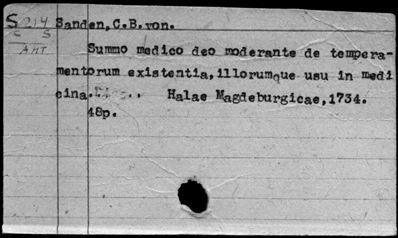 S 214 Sanden, C.B.von.
C S
AHT Summo medico deo moderante de tempera-
mentorum existentia, illorumque usu in medi
cina. Halae Magdeburgicae, 1734.
48p.